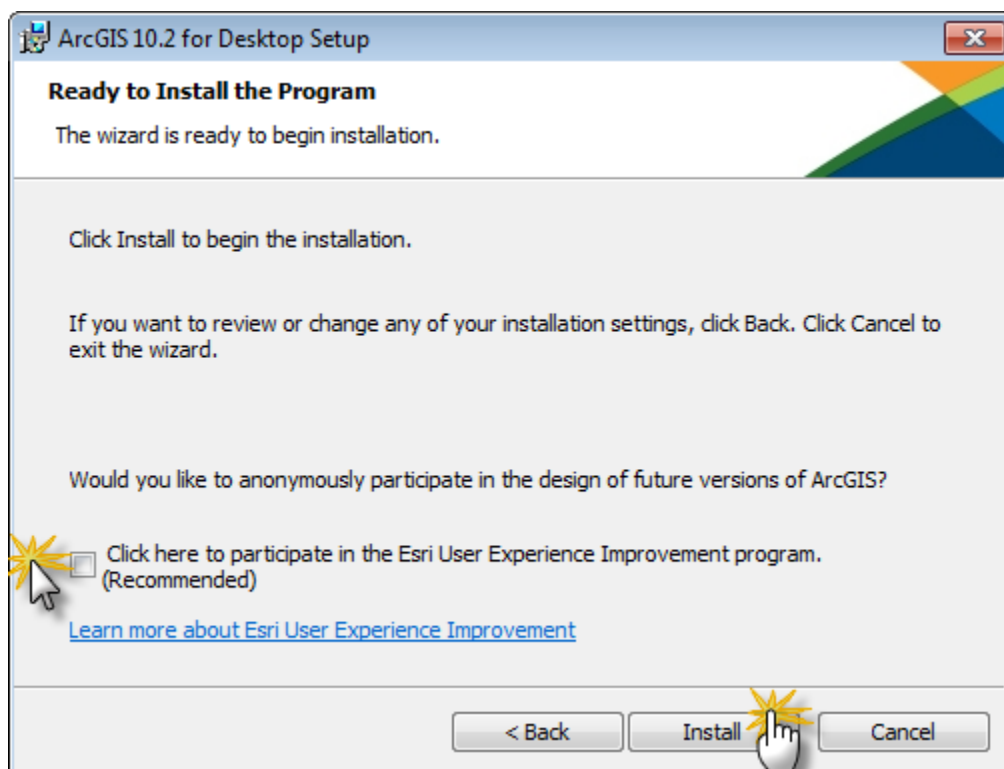 ArcGIS 10.2 for Desktop Setup
Ready to Install the Program
The wizard is ready to begin installation.
Click Install to begin the installation.
If you want to review or change any of your installation settings, click Back. Click Cancel to
exit the wizard.
Would you like to anonymously participate in the design of future versions of ArcGIS?
Click here to participate in the Esri User Experience Improvement program.
(Recommended)
Learn more about Esri User Experience Improvement
< Back Install Cancel